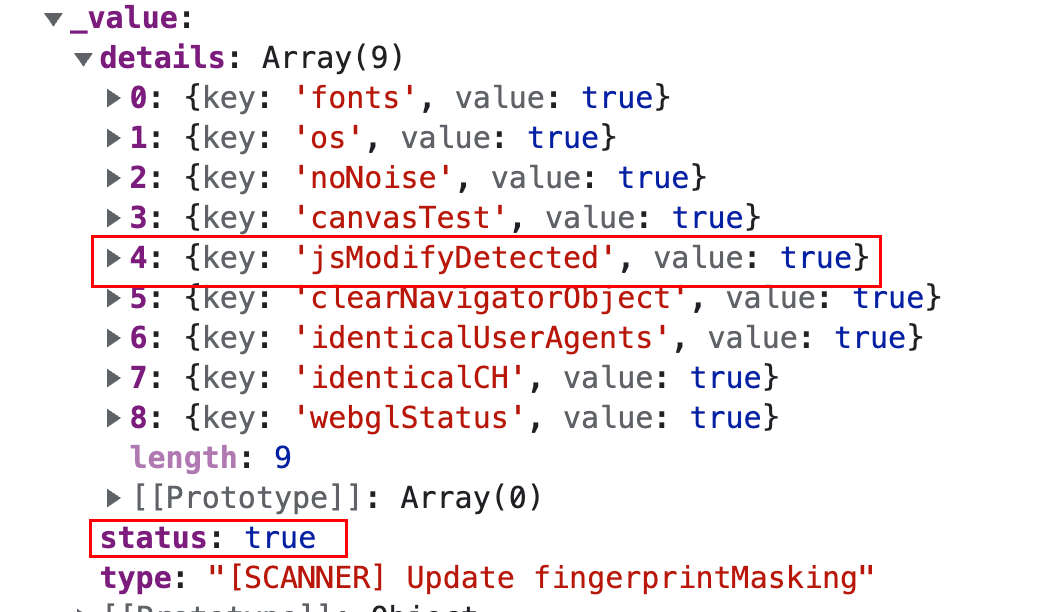 ▼ _value:
▼ details: Array(9)
▶ 0: {key: 'fonts', value: true}
▶ 1: {key: 'os', value: true}
▶ 2: {key: 'noNoise', value: true}
▶ 3: {key: 'canvasTest', value: true}
▶ 4: {key: 'jsModifyDetected', value: true}
▶ 5: {key: 'clearNavigatorObject', value: true}
▶ 6: {key: 'identicalUserAgents', value: true}
▶ 7: {key: 'identicalCH', value: true}
▶ 8: {key: 'webglStatus', value: true}
length: 9
▶ [[Prototype]]: Array(0)
status: true
type: "[SCANNER] Update fingerprintMasking"
▶ [[Prototype]]: Object